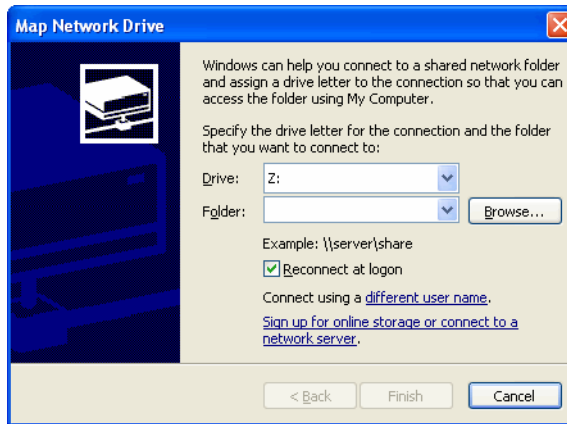 Map Network Drive
Windows can help you connect to a shared network folder
and assign a drive letter to the connection so that you can
access the folder using My Computer.
Specify the drive letter for the connection and the folder
that you want to connect to:
Drive: Z:
Folder: Browse...
Example: \\server\share
Reconnect at logon
Connect using a different user name.
Sign up for online storage or connect to a
network server.
< Back Finish Cancel